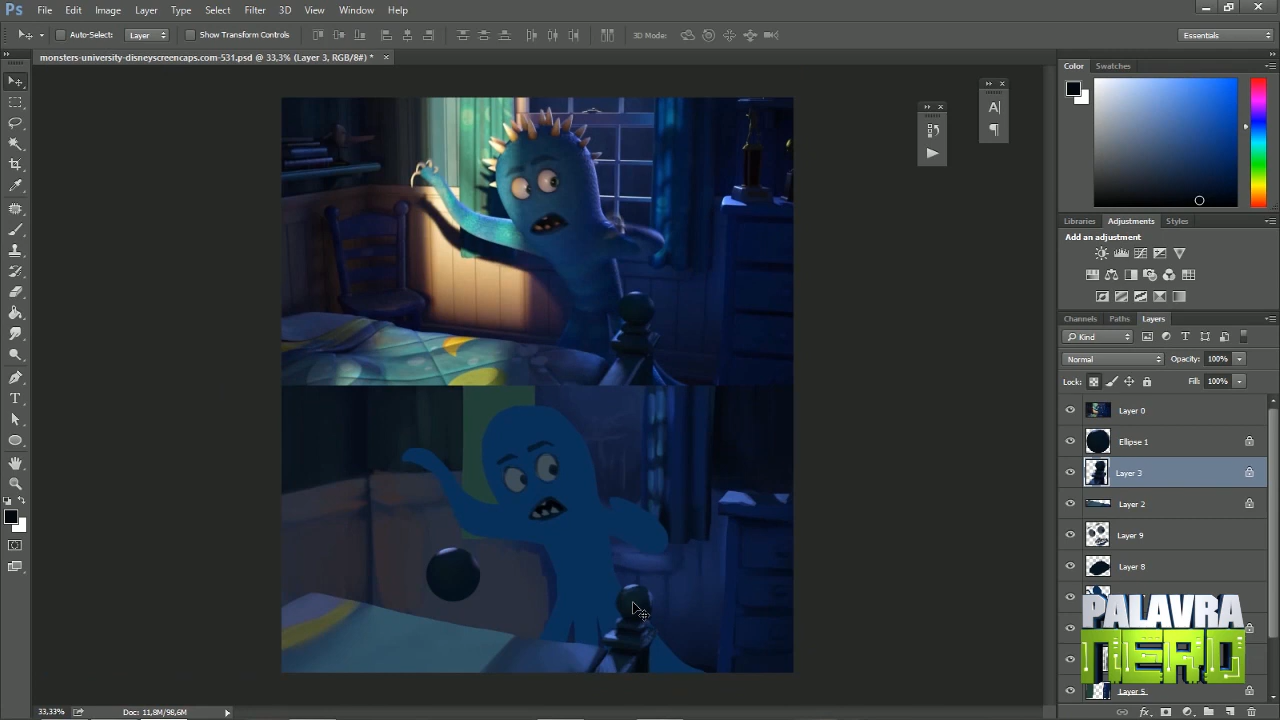 Ps File Edit Image Layer Type Select Filter 3D View Window Help
Auto-Select: Layer Show Transform Controls 3D Mode: Essentials
monsters-university-disneyscreencaps-com-531.psd @ 33,3% (Layer 3, RGB/8#) * ×
Color Swatches
Libraries Adjustments Styles
Add an adjustment
Channels Paths Layers
Kind
Normal Opacity: 100%
Lock: Fill: 100%
Layer 0
Ellipse 1
Layer 3
Layer 2
Layer 9
Layer 8
PALAVRA
NERD
Layer 5
33,33% Doc: 11,8M/98,6M